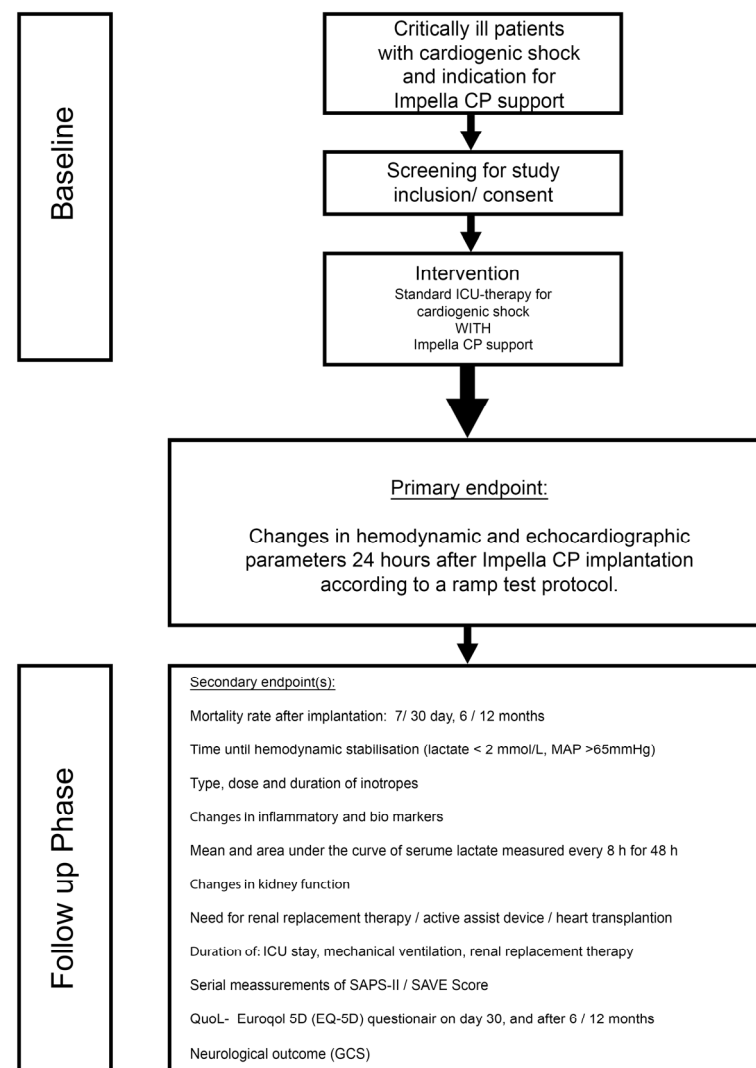 Baseline
Critically ill patients
with cardiogenic shock
and indication for
Impella CP support
Screening for study
inclusion/ consent
Intervention
Standard ICU-therapy for
cardiogenic shock
WITH
Impella CP support
Primary endpoint:
Changes in hemodynamic and echocardiographic
parameters 24 hours after Impella CP implantation
according to a ramp test protocol.
Follow up Phase
Secondary endpoint(s):
Mortality rate after implantation: 7/ 30 day, 6 / 12 months
Time until hemodynamic stabilisation (lactate < 2 mmol/L, MAP >65mmHg)
Type, dose and duration of inotropes
Changes in inflammatory and bio markers
Mean and area under the curve of serume lactate measured every 8 h for 48 h
Changes in kidney function
Need for renal replacement therapy / active assist device / heart transplantion
Duration of: ICU stay, mechanical ventilation, renal replacement therapy
Serial meassurements of SAPS-II / SAVE Score
QuoL- Euroqol 5D (EQ-5D) questionair on day 30, and after 6 / 12 months
Neurological outcome (GCS)